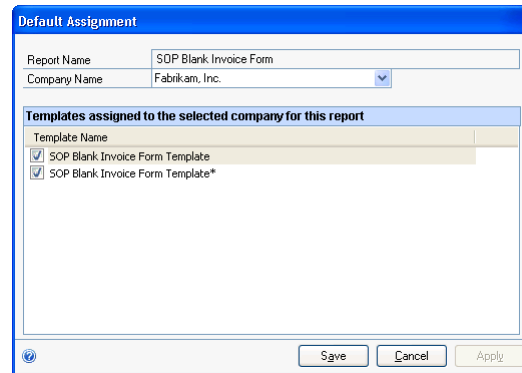 Default Assignment
Report Name SOP Blank Invoice Form
Company Name Fabrikam, Inc.
Templates assigned to the selected company for this report
Template Name
SOP Blank Invoice Form Template
SOP Blank Invoice Form Template*
? Save Cancel Apply